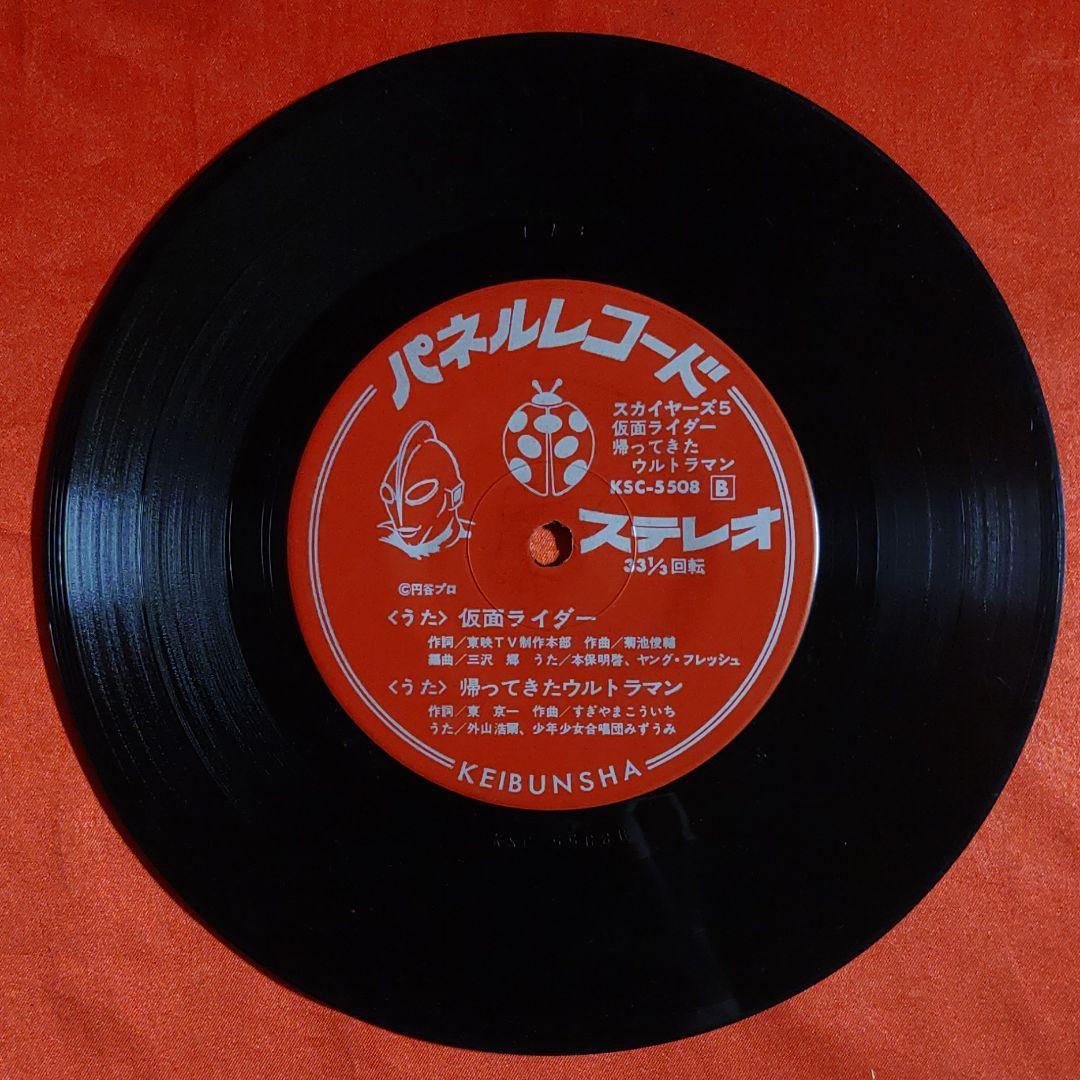 パネルレコード
スカイヤーズ5
仮面ライダー
帰ってきた
ウルトラマン
KSC-5508 B
ステレオ
33 1/3 回転
©円谷プロ
〈うた〉 仮面ライダー
作詞／東映TV制作本部 作曲／菊池俊輔
編曲／三沢 郷 うた／本保明啓、ヤング・フレッシュ
〈うた〉 帰ってきたウルトラマン
作詞／東 京一 作曲／すぎやまこういち
うた／外山浩爾、少年少女合唱団みずうみ
KEIBUNSHA